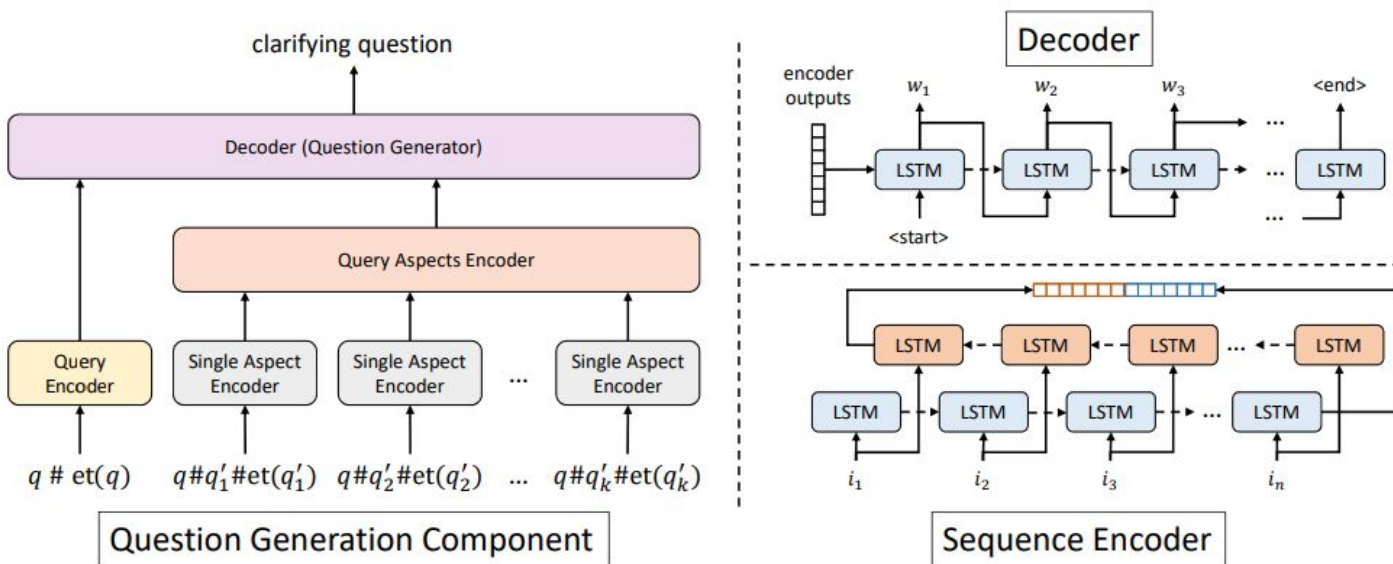 clarifying question
Decoder (Question Generator)
Query Aspects Encoder
Query
Encoder
Single Aspect
Encoder
Single Aspect
Encoder
...
Single Aspect
Encoder
q # et(q)
q#q′₁#et(q′₁)
q#q′₂#et(q′₂)
...
q#q′ₖ#et(q′ₖ)
Question Generation Component
Decoder
encoder
outputs
w₁
w₂
w₃
<end>
...
LSTM
LSTM
LSTM
...
LSTM
...
<start>
LSTM
LSTM
LSTM
...
LSTM
LSTM
LSTM
LSTM
...
LSTM
i₁
i₂
i₃
iₙ
Sequence Encoder